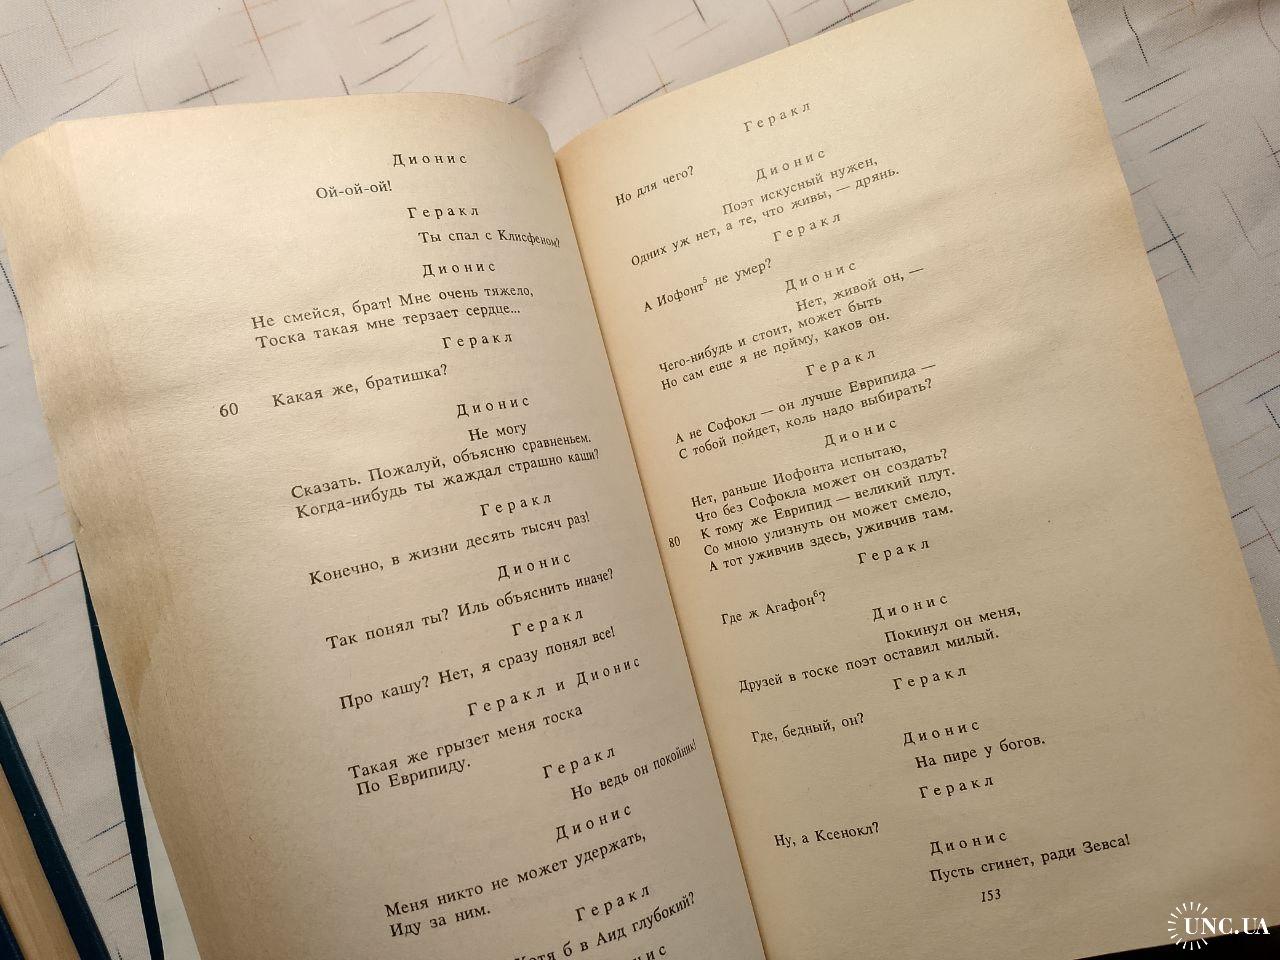 Дионис
Ой-ой-ой!
Геракл
Ты спал с Клисфеном?
Дионис
Не смейся, брат! Мне очень тяжело,
Тоска такая мне терзает сердце...
Геракл
60 Какая же, братишка?
Дионис
Не могу
Сказать. Пожалуй, объясню сравненьем.
Когда-нибудь ты жаждал страшно каши?
Геракл
Конечно, в жизни десять тысяч раз!
Дионис
Так понял ты? Иль объяснить иначе?
Геракл
Про кашу? Нет, я сразу понял все!
Геракл и Дионис
Такая же грызет меня тоска
По Еврипиду.
Геракл
Но ведь он покойник!
Дионис
Меня никто не может удержать,
Иду за ним.
Геракл
б в Аид глубокий?
Геракл
Но для чего?
Дионис
Поэт искусный нужен,
Одних уж нет, а те, что живы, — дрянь.
Геракл
А Иофонт⁵ не умер?
Дионис
Нет, живой он, —
Чего-нибудь и стоит, может быть
Но сам еще я не пойму, каков он.
Геракл
А не Софокл — он лучше Еврипида —
С тобой пойдет, коль надо выбирать?
Дионис
Нет, раньше Иофонта испытаю,
Что без Софокла может он создать?
80 К тому же Еврипид — великий плут.
Со мною улизнуть он может смело,
А тот уживчив здесь, уживчив там.
Геракл
Где ж Агафон⁶?
Дионис
Покинул он меня,
Друзей в тоске поэт оставил милый.
Геракл
Где, бедный, он?
Дионис
На пире у богов.
Геракл
Ну, а Ксенокл?
Дионис
Пусть сгинет, ради Зевса!
153
UNC.UA